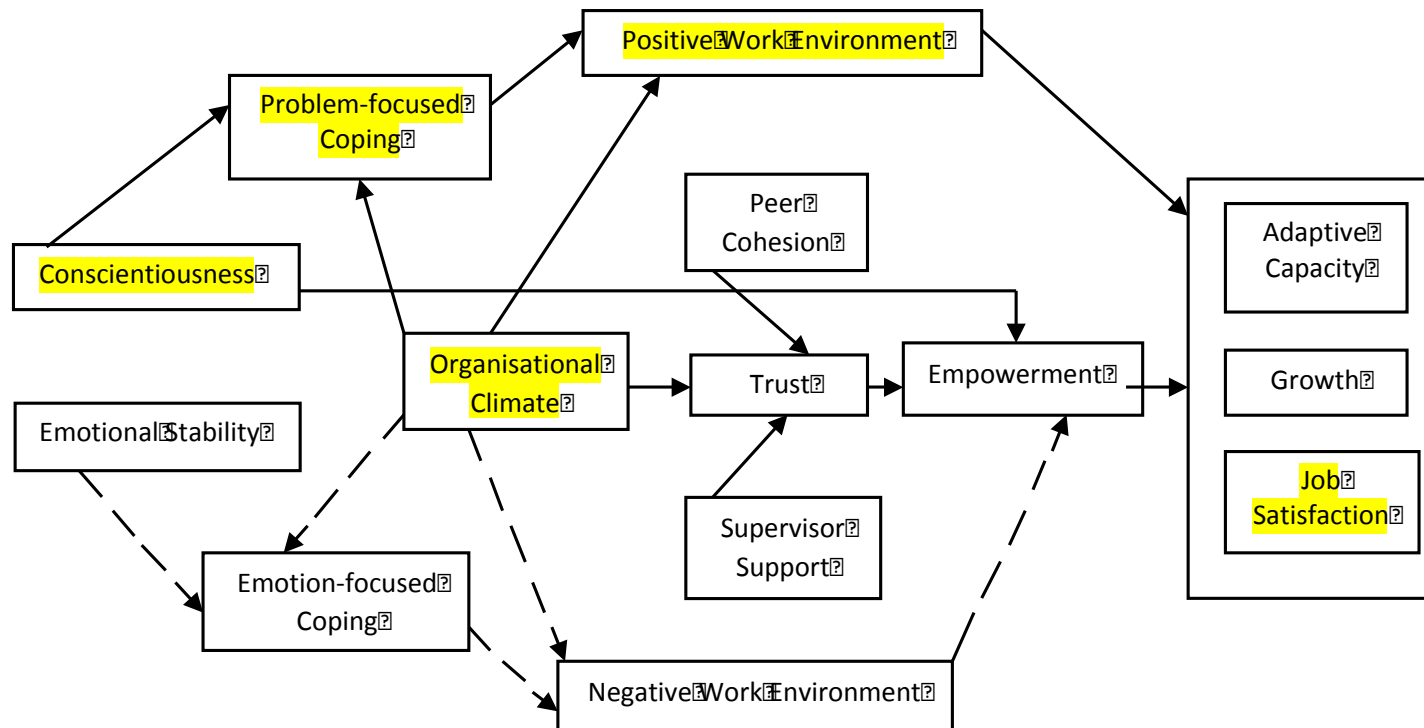 Positive Work Environment
Problem-focused
Coping
Peer
Cohesion
Adaptive
Capacity
Conscientiousness
Organisational
Climate
Trust
Empowerment
Growth
Emotional Stability
Job
Satisfaction
Supervisor
Support
Emotion-focused
Coping
Negative Work Environment